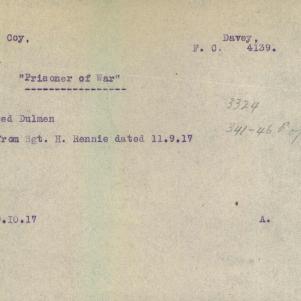 Coy,
Davey,
F. C. 4139.
"Prisoner of War"
ed Dulmen
3324
341-46
from Sgt. H. Rennie dated 11.9.17
.10.17
A.